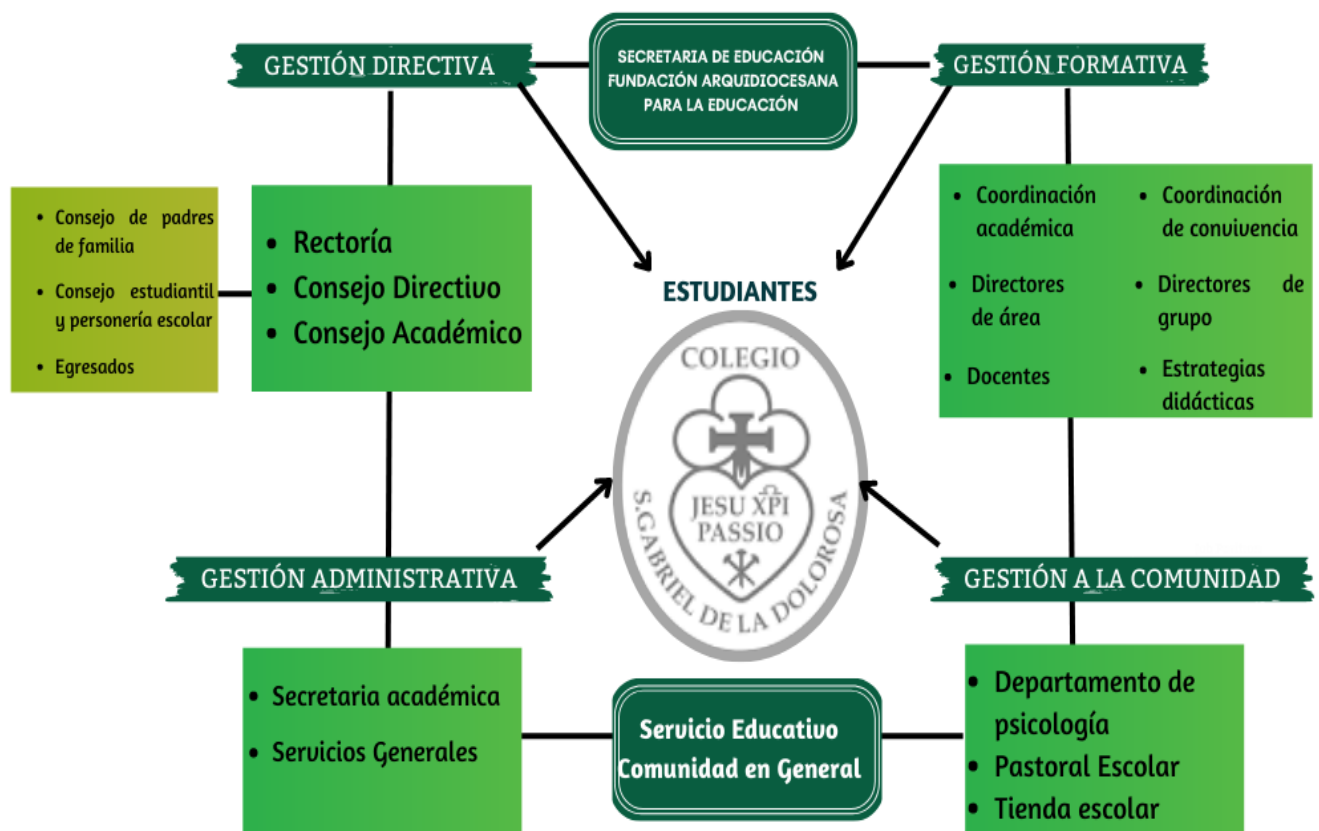 SECRETARIA DE EDUCACIÓN
FUNDACIÓN ARQUIDIOCESANA
PARA LA EDUCACIÓN
GESTIÓN DIRECTIVA
GESTIÓN FORMATIVA
• Consejo de padres
de familia
• Consejo estudiantil
y personería escolar
• Egresados
• Rectoría
• Consejo Directivo
• Consejo Académico
• Coordinación
académica
• Directores
de área
• Docentes
• Coordinación
de convivencia
• Directores de
grupo
• Estrategias
didácticas
ESTUDIANTES
COLEGIO
JESU XPI
PASSIO
S.GABRIEL DE LA DOLOROSA
GESTIÓN ADMINISTRATIVA
GESTIÓN A LA COMUNIDAD
• Secretaria académica
• Servicios Generales
Servicio Educativo
Comunidad en General
• Departamento de
psicología
• Pastoral Escolar
• Tienda escolar